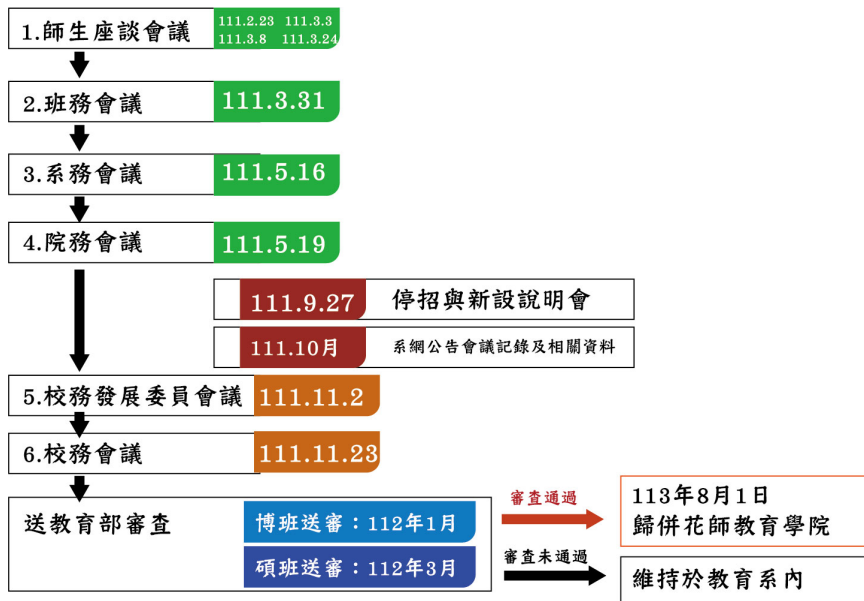 1.師生座談會議
111.2.23 111.3.3
111.3.8 111.3.24
2.班務會議
111.3.31
3.系務會議
111.5.16
4.院務會議
111.5.19
111.9.27 停招與新設說明會
111.10月 系網公告會議記錄及相關資料
5.校務發展委員會議
111.11.2
6.校務會議
111.11.23
送教育部審查
博班送審：112年1月
碩班送審：112年3月
審查通過
113年8月1日
歸併花師教育學院
審查未通過
維持於教育系內